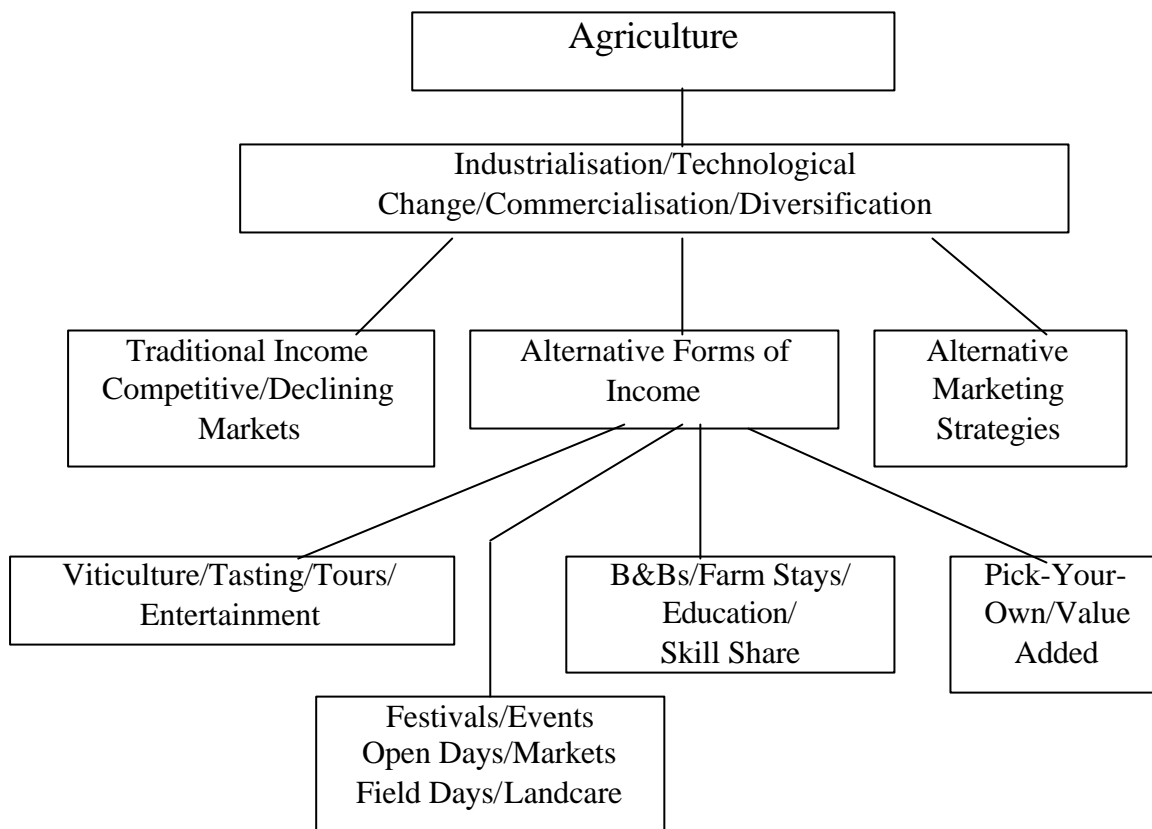 Agriculture
Industrialisation/Technological
Change/Commercialisation/Diversification
Traditional Income
Competitive/Declining
Markets
Alternative Forms of
Income
Alternative
Marketing
Strategies
Viticulture/Tasting/Tours/
Entertainment
B&Bs/Farm Stays/
Education/
Skill Share
Pick-Your-
Own/Value
Added
Festivals/Events
Open Days/Markets
Field Days/Landcare